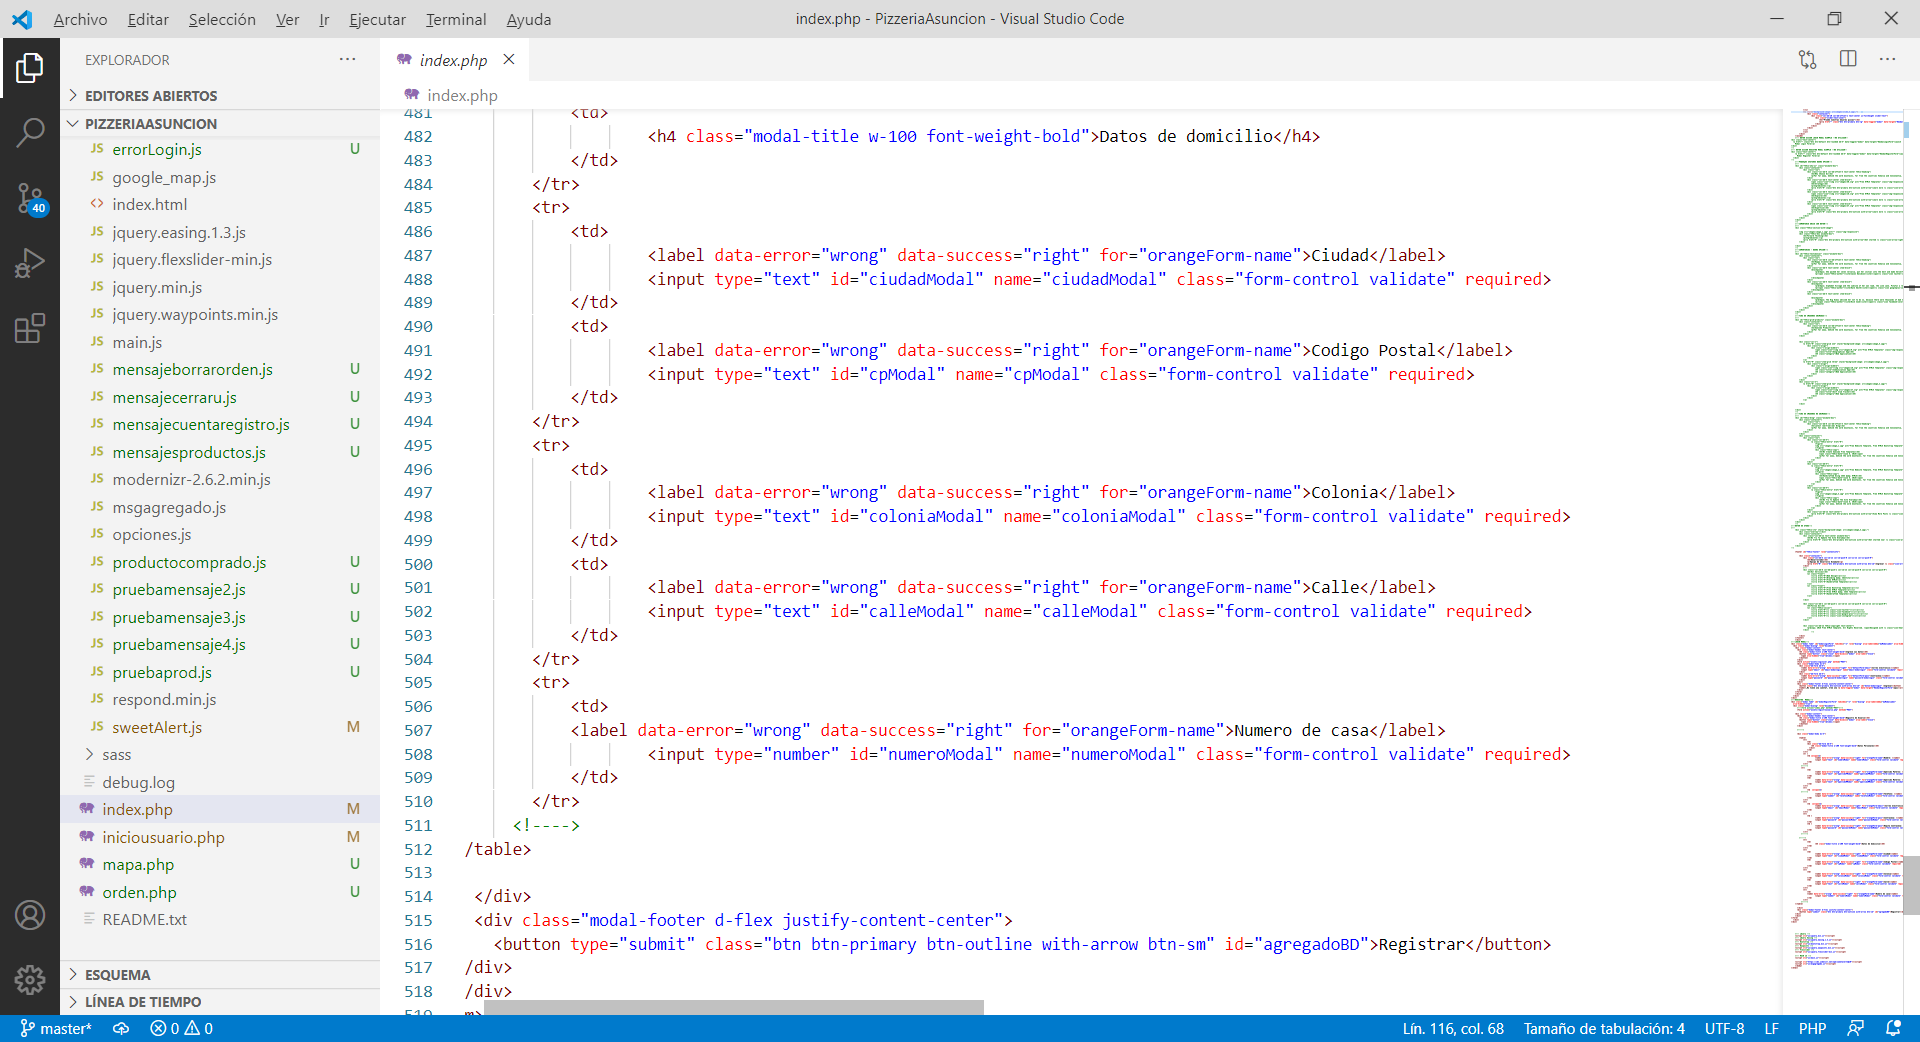 Archivo Editar Selección Ver Ir Ejecutar Terminal Ayuda
index.php - PizzeriaAsuncion - Visual Studio Code
EXPLORADOR
EDITORES ABIERTOS
PIZZERIAASUNCION
JS errorLogin.js U
JS google_map.js
<> index.html
JS jquery.easing.1.3.js
JS jquery.flexslider-min.js
JS jquery.min.js
JS jquery.waypoints.min.js
JS main.js
JS mensajeborrarorden.js U
JS mensajecerraru.js U
JS mensajecuentaregistro.js U
JS mensajesproductos.js U
JS modernizr-2.6.2.min.js
JS msgagregado.js
JS opciones.js
JS productocomprado.js U
JS pruebamensaje2.js U
JS pruebamensaje3.js U
JS pruebamensaje4.js U
JS pruebaprod.js U
JS respond.min.js
JS sweetAlert.js M
sass
debug.log
index.php M
iniciousuario.php M
mapa.php U
orden.php U
README.txt
ESQUEMA
LÍNEA DE TIEMPO
40
index.php
index.php
481 <td>
482 <h4 class="modal-title w-100 font-weight-bold">Datos de domicilio</h4>
483 </td>
484 </tr>
485 <tr>
486 <td>
487 <label data-error="wrong" data-success="right" for="orangeForm-name">Ciudad</label>
488 <input type="text" id="ciudadModal" name="ciudadModal" class="form-control validate" required>
489 </td>
490 <td>
491 <label data-error="wrong" data-success="right" for="orangeForm-name">Codigo Postal</label>
492 <input type="text" id="cpModal" name="cpModal" class="form-control validate" required>
493 </td>
494 </tr>
495 <tr>
496 <td>
497 <label data-error="wrong" data-success="right" for="orangeForm-name">Colonia</label>
498 <input type="text" id="coloniaModal" name="coloniaModal" class="form-control validate" required>
499 </td>
500 <td>
501 <label data-error="wrong" data-success="right" for="orangeForm-name">Calle</label>
502 <input type="text" id="calleModal" name="calleModal" class="form-control validate" required>
503 </td>
504 </tr>
505 <tr>
506 <td>
507 <label data-error="wrong" data-success="right" for="orangeForm-name">Numero de casa</label>
508 <input type="number" id="numeroModal" name="numeroModal" class="form-control validate" required>
509 </td>
510 </tr>
511 <!---->
512 /table>
513
514 </div>
515 <div class="modal-footer d-flex justify-content-center">
516 <button type="submit" class="btn btn-primary btn-outline with-arrow btn-sm" id="agregadoBD">Registrar</button>
517 /div>
518 /div>
519 m>
master* 0 0
Lín. 116, col. 68 Tamaño de tabulación: 4 UTF-8 LF PHP